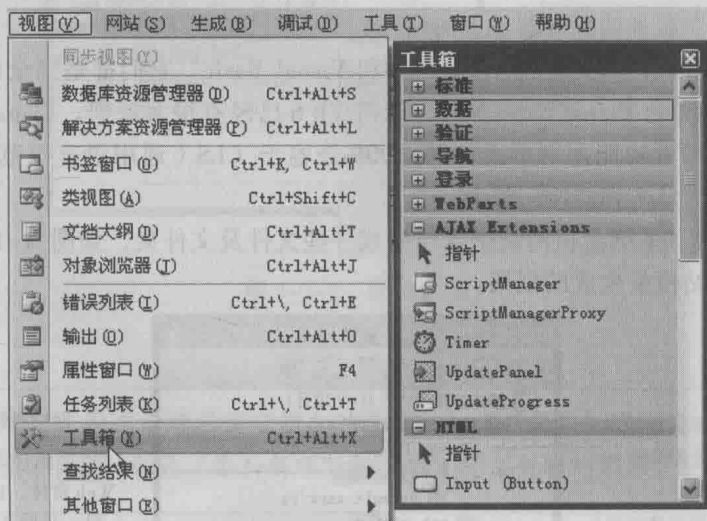 视图(V) 网站(S) 生成(B) 调试(D) 工具(T) 窗口(W) 帮助(H)
同步视图(Y)
数据库资源管理器(D) Ctrl+Alt+S
解决方案资源管理器(P) Ctrl+Alt+L
书签窗口(O) Ctrl+K, Ctrl+W
类视图(A) Ctrl+Shift+C
文档大纲(D) Ctrl+Alt+T
对象浏览器(J) Ctrl+Alt+J
错误列表(I) Ctrl+\, Ctrl+E
输出(O) Ctrl+Alt+O
属性窗口(W) F4
任务列表(K) Ctrl+\, Ctrl+T
工具箱(X) Ctrl+Alt+X
查找结果(N)
其他窗口(E)
工具箱
标准
数据
验证
导航
登录
WebParts
AJAX Extensions
指针
ScriptManager
ScriptManagerProxy
Timer
UpdatePanel
UpdateProgress
HTML
指针
Input (Button)